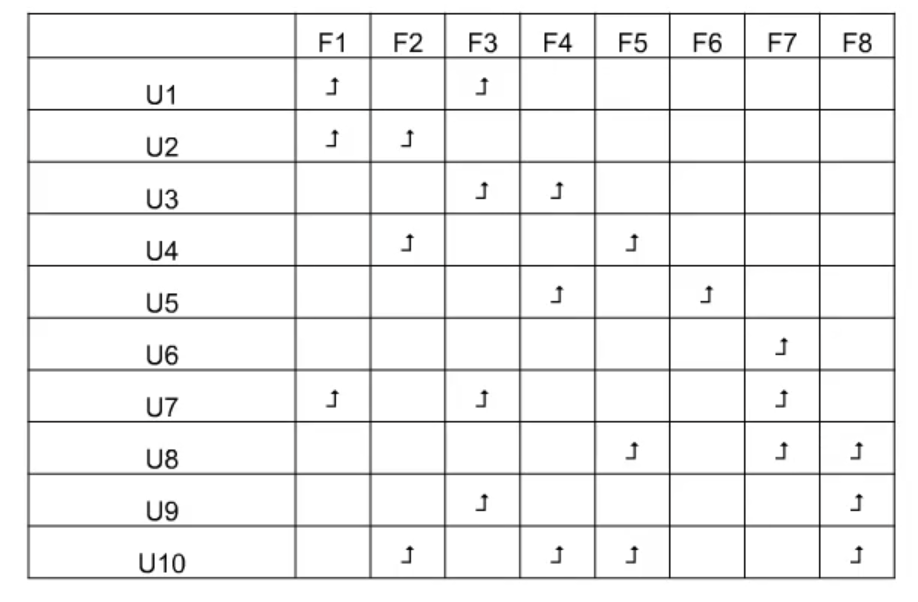 F1 F2 F3 F4 F5 F6 F7 F8
U1 ⮥ ⮥
U2 ⮥ ⮥
U3 ⮥ ⮥
U4 ⮥ ⮥
U5 ⮥ ⮥
U6 ⮥
U7 ⮥ ⮥ ⮥
U8 ⮥ ⮥ ⮥
U9 ⮥ ⮥
U10 ⮥ ⮥ ⮥ ⮥